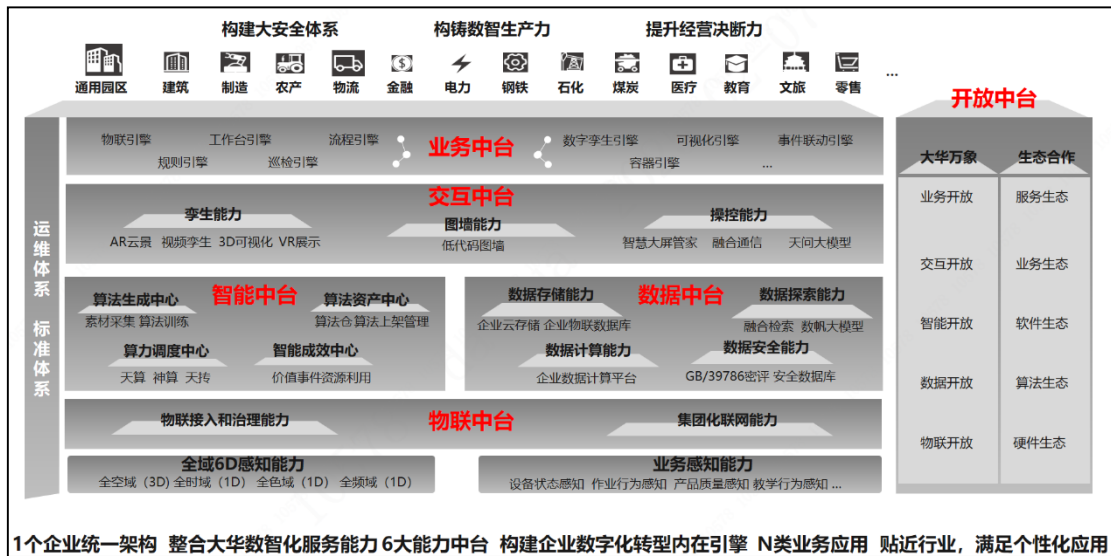 构建大安全体系 构铸数智生产力 提升经营决断力
通用园区 建筑 制造 农产 物流 金融 电力 钢铁 石化 煤炭 医疗 教育 文旅 零售 ...
开放中台
物联引擎 工作台引擎 流程引擎 业务中台 数字孪生引擎 可视化引擎 事件联动引擎
规则引擎 巡检引擎 容器引擎 ...
大华万象 生态合作
交互中台
业务开放 服务生态
孪生能力 图墙能力 操控能力
AR云景 视频孪生 3D可视化 VR展示 低代码图墙 智慧大屏管家 融合通信 天问大模型
交互开放 业务生态
运维体系 标准体系
智能中台 数据中台
算法生成中心 算法资产中心 数据存储能力 数据探索能力
素材采集 算法训练 算法仓 算法上架管理 企业云存储 企业物联数据库 融合检索 数帆大模型
智能开放 软件生态
算力调度中心 智能成效中心 数据计算能力 数据安全能力
天算 神算 天抟 价值事件资源利用 企业数据计算平台 GB/39786密评 安全数据库
数据开放 算法生态
物联中台
物联接入和治理能力 集团化联网能力
物联开放 硬件生态
全域6D感知能力 业务感知能力
全空域（3D）全时域（1D） 全色域（1D）全频域（1D） 设备状态感知 作业行为感知 产品质量感知 教学行为感知 ...
1个企业统一架构 整合大华数智化服务能力 6大能力中台 构建企业数字化转型内在引擎 N类业务应用 贴近行业，满足个性化应用